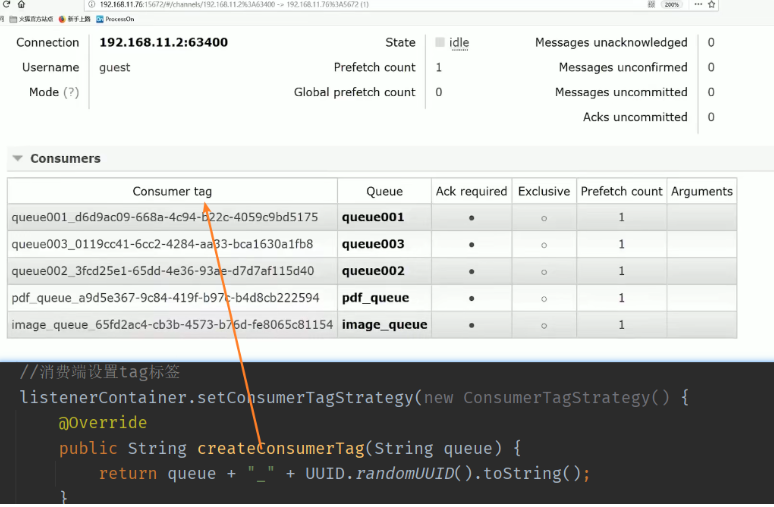 192.168.11.76:15672/#/channels/192.168.11.2%3A63400 -> 192.168.11.76%3A5672 (1)
200%
火狐官方站点 新手上路 ProcessOn
Connection 192.168.11.2:63400 State idle Messages unacknowledged 0
Username guest Prefetch count 1 Messages unconfirmed 0
Mode (?) Global prefetch count 0 Messages uncommitted 0
Acks uncommitted 0
Consumers
Consumer tag Queue Ack required Exclusive Prefetch count Arguments
queue001_d6d9ac09-668a-4c94-b22c-4059c9bd5175 queue001 ● ○ 1
queue003_0119cc41-6cc2-4284-aa33-bca1630a1fb8 queue003 ● ○ 1
queue002_3fcd25e1-65dd-4e36-93ae-d7d7af115d40 queue002 ● ○ 1
pdf_queue_a9d5e367-9c84-419f-b97c-b4d8cb222594 pdf_queue ● ○ 1
image_queue_65fd2ac4-cb3b-4573-b76d-fe8065c81154 image_queue ● ○ 1
//消费端设置tag标签
listenerContainer.setConsumerTagStrategy(new ConsumerTagStrategy() {
@Override
public String createConsumerTag(String queue) {
return queue + "_" + UUID.randomUUID().toString();
}